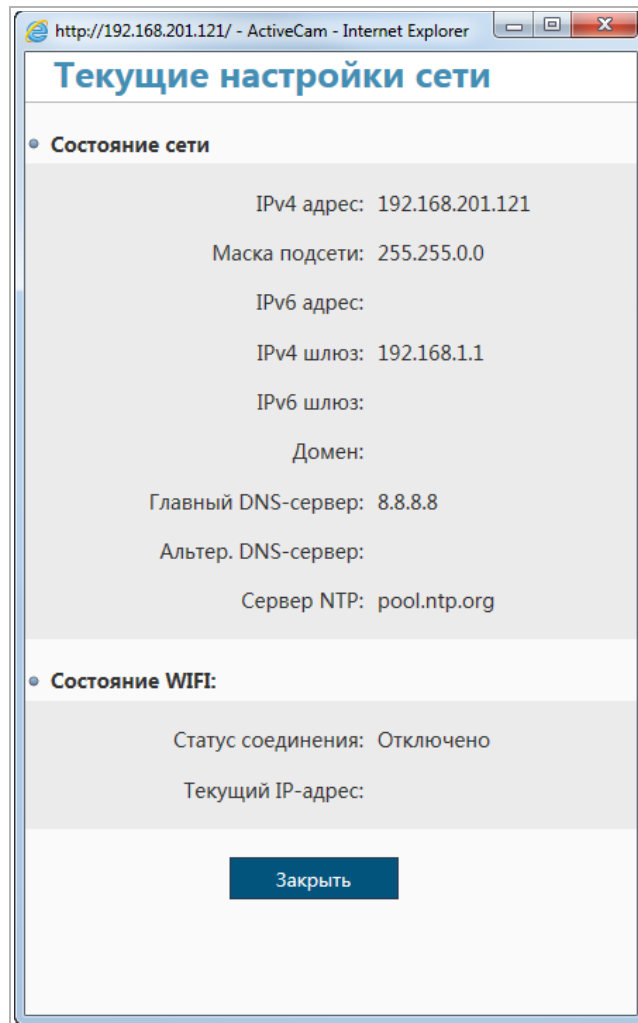 http://192.168.201.121/ - ActiveCam - Internet Explorer
Текущие настройки сети
Состояние сети
IPv4 адрес: 192.168.201.121
Маска подсети: 255.255.0.0
IPv6 адрес:
IPv4 шлюз: 192.168.1.1
IPv6 шлюз:
Домен:
Главный DNS-сервер: 8.8.8.8
Альтер. DNS-сервер:
Сервер NTP: pool.ntp.org
Состояние WIFI:
Статус соединения: Отключено
Текущий IP-адрес:
Закрыть